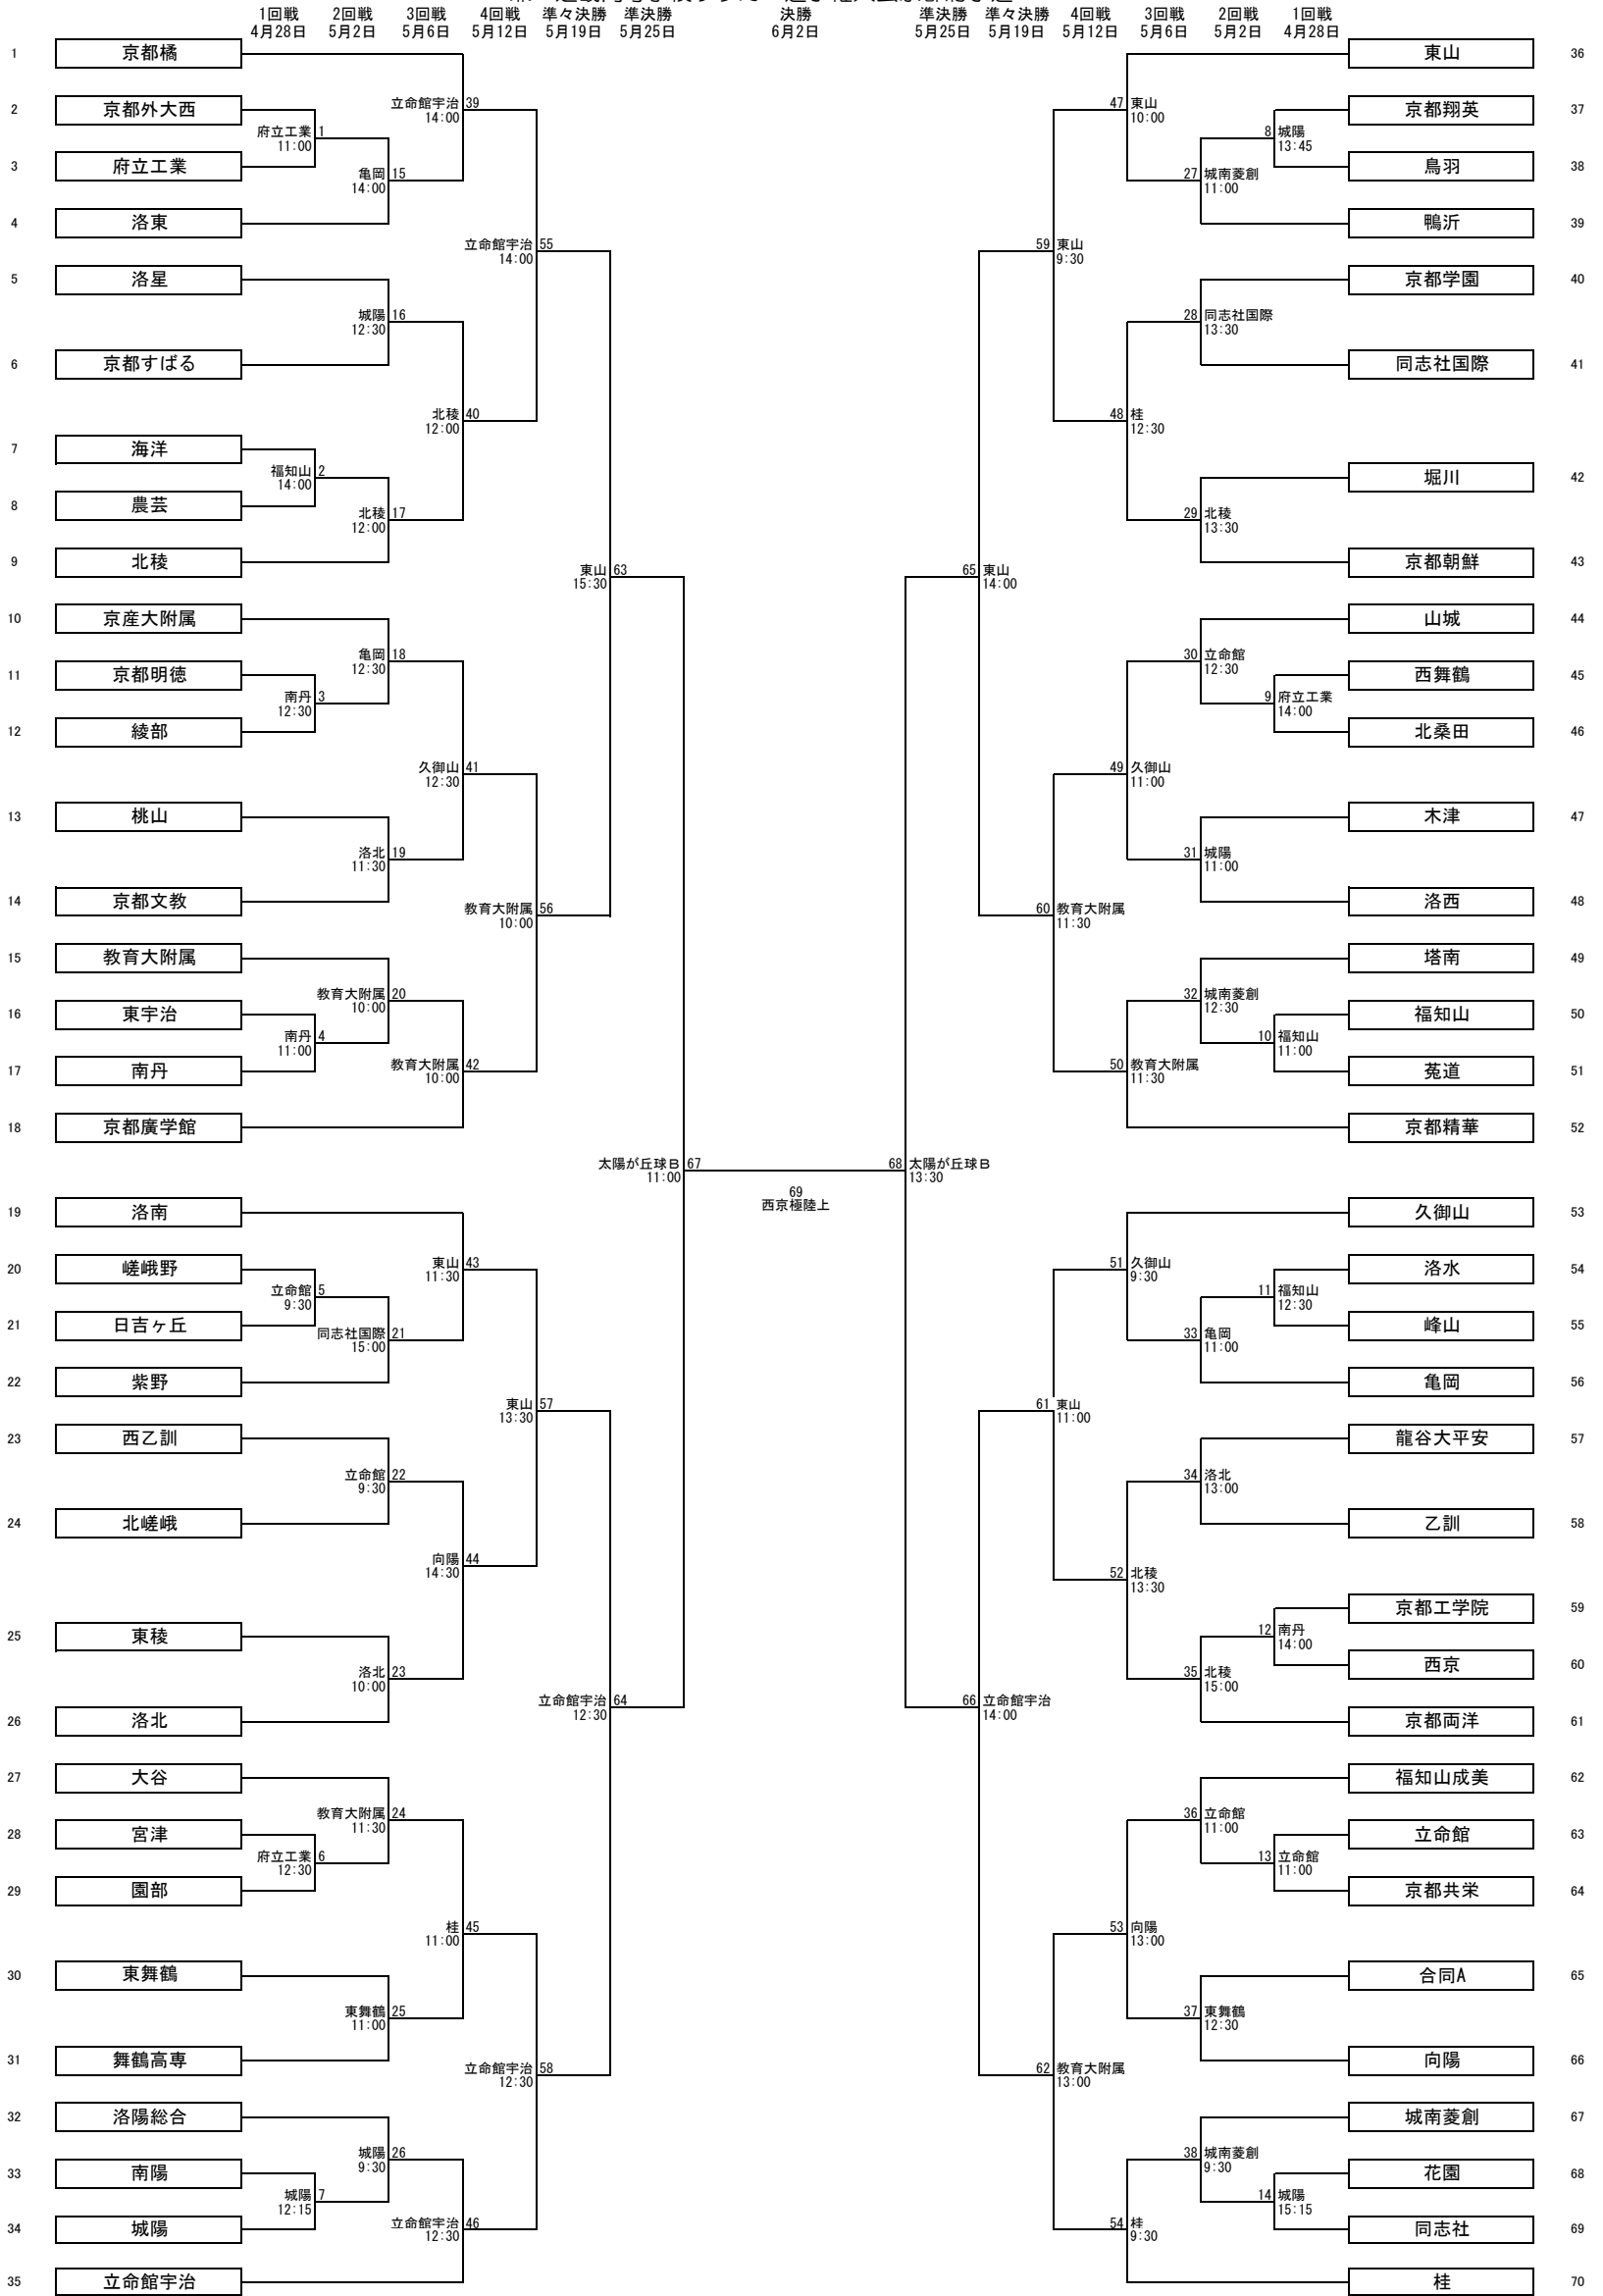 1回戦 2回戦 3回戦 4回戦 準々決勝 準決勝 決勝 準決勝 準々決勝 4回戦 3回戦 2回戦 1回戦
4月28日 5月2日 5月6日 5月12日 5月19日 5月25日 6月2日 5月25日 5月19日 5月12日 5月6日 5月2日 4月28日
1 京都橘
2 京都外大西
3 府立工業
4 洛東
5 洛星
6 京都すばる
7 海洋
8 農芸
9 北稜
10 京産大附属
11 京都明徳
12 綾部
13 桃山
14 京都文教
15 教育大附属
16 東宇治
17 南丹
18 京都廣学館
19 洛南
20 嵯峨野
21 日吉ヶ丘
22 紫野
23 西乙訓
24 北嵯峨
25 東稜
26 洛北
27 大谷
28 宮津
29 園部
30 東舞鶴
31 舞鶴高専
32 洛陽総合
33 南陽
34 城陽
35 立命館宇治
府立工業 1
11:00
福知山 2
14:00
南丹 3
12:30
南丹 4
11:00
立命館 5
9:30
府立工業 6
12:30
城陽 7
12:15
亀岡 15
14:00
城陽 16
12:30
北稜 17
12:00
亀岡 18
12:30
洛北 19
11:30
教育大附属 20
10:00
同志社国際 21
15:00
立命館 22
9:30
洛北 23
10:00
教育大附属 24
11:30
東舞鶴 25
11:00
城陽 26
9:30
立命館宇治 39
14:00
北稜 40
12:00
久御山 41
12:30
教育大附属 42
10:00
東山 43
11:30
向陽 44
14:30
桂 45
11:00
立命館宇治 46
12:30
立命館宇治 55
14:00
教育大附属 56
10:00
東山 57
13:30
立命館宇治 58
12:30
東山 63
15:30
立命館宇治 64
12:30
太陽が丘球B 67
11:00
69
西京極陸上
68 太陽が丘球B
13:30
65 東山
14:00
66 立命館宇治
14:00
59 東山
9:30
60 教育大附属
11:30
61 東山
11:00
62 教育大附属
13:00
47 東山
10:00
48 桂
12:30
49 久御山
11:00
50 教育大附属
11:30
51 久御山
9:30
52 北稜
13:30
53 向陽
13:00
54 桂
9:30
27 城南菱創
11:00
28 同志社国際
13:30
29 北稜
13:30
30 立命館
12:30
31 城陽
11:00
32 城南菱創
12:30
33 亀岡
11:00
34 洛北
13:00
35 北稜
15:00
36 立命館
11:00
37 東舞鶴
12:30
38 城南菱創
9:30
8 城陽
13:45
9 府立工業
14:00
10 福知山
11:00
11 福知山
12:30
12 南丹
14:00
13 立命館
11:00
14 城陽
15:15
東山 36
京都翔英 37
鳥羽 38
鴨沂 39
京都学園 40
同志社国際 41
堀川 42
京都朝鮮 43
山城 44
西舞鶴 45
北桑田 46
木津 47
洛西 48
塔南 49
福知山 50
菟道 51
京都精華 52
久御山 53
洛水 54
峰山 55
亀岡 56
龍谷大平安 57
乙訓 58
京都工学院 59
西京 60
京都両洋 61
福知山成美 62
立命館 63
京都共栄 64
合同A 65
向陽 66
城南菱創 67
花園 68
同志社 69
桂 70